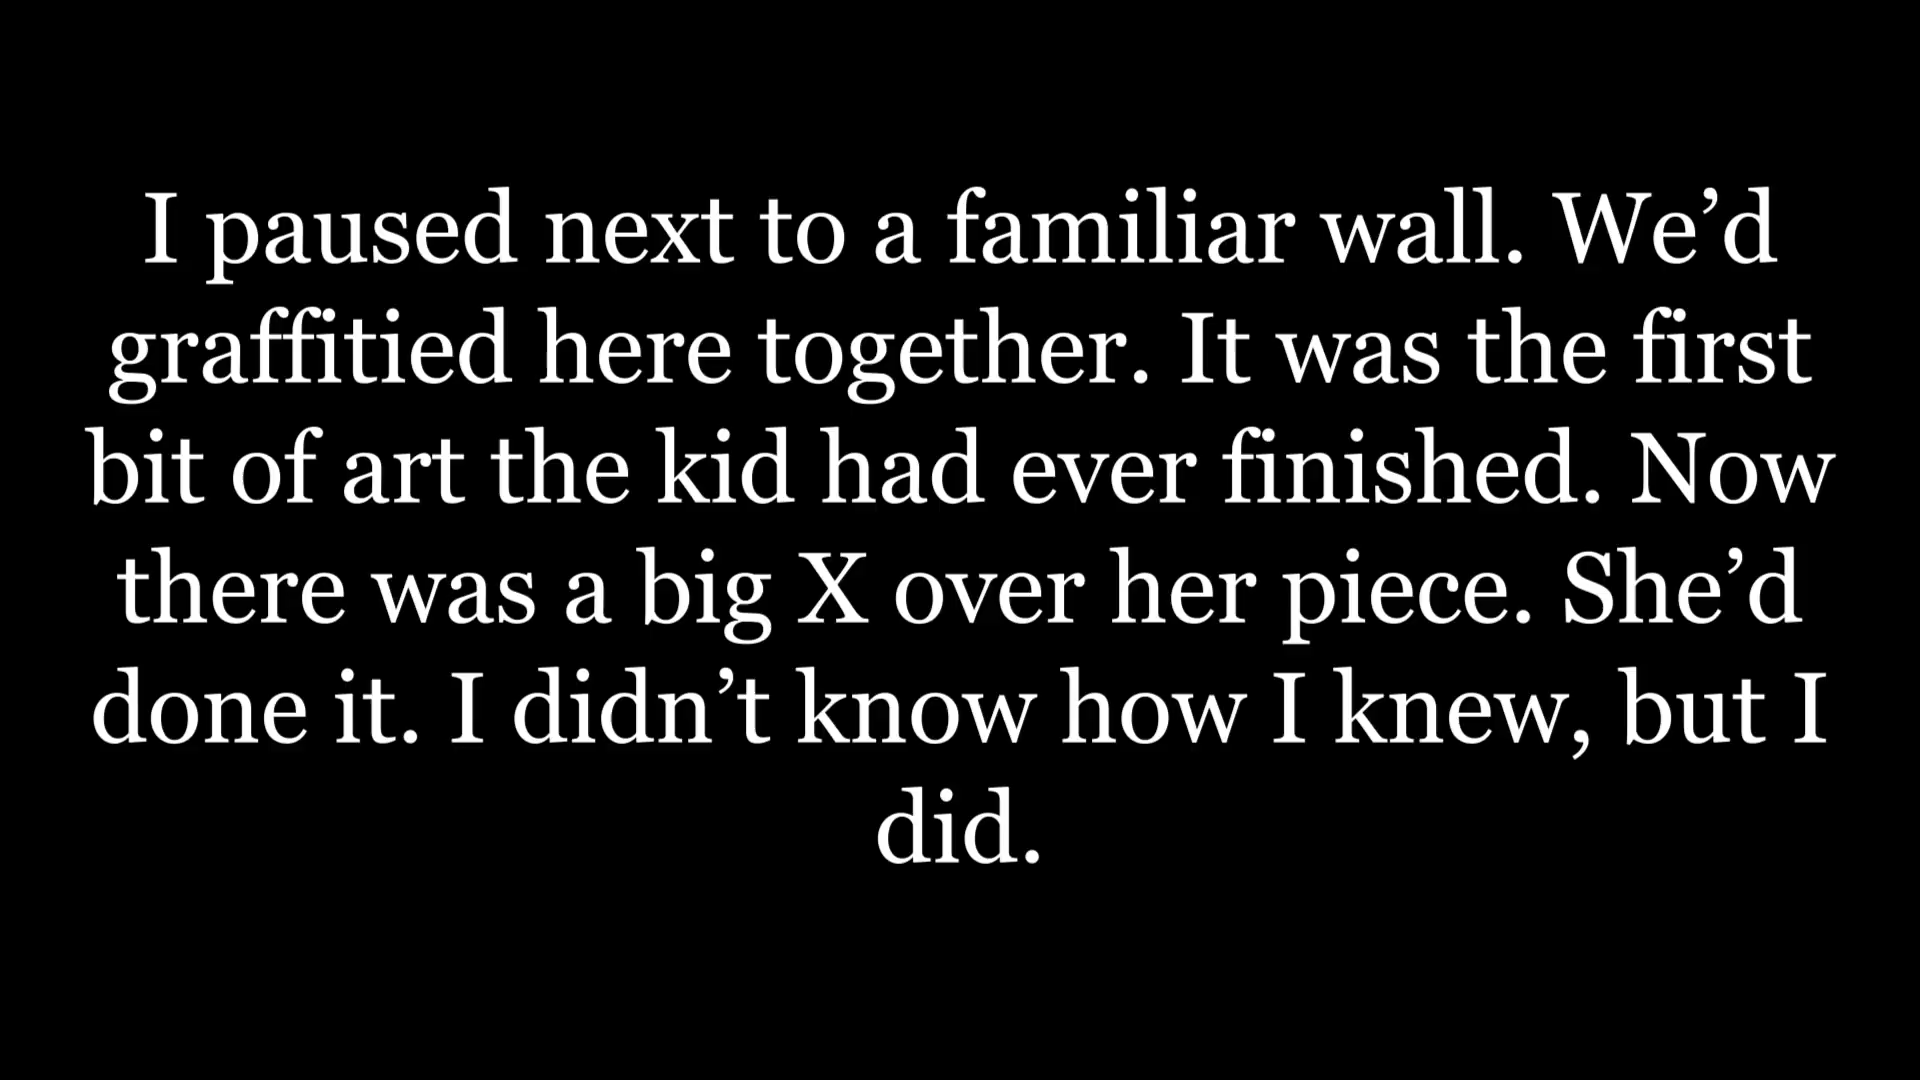 I paused next to a familiar wall. We’d
graffitied here together. It was the first
bit of art the kid had ever finished. Now
there was a big X over her piece. She’d
done it. I didn’t know how I knew, but I
did.